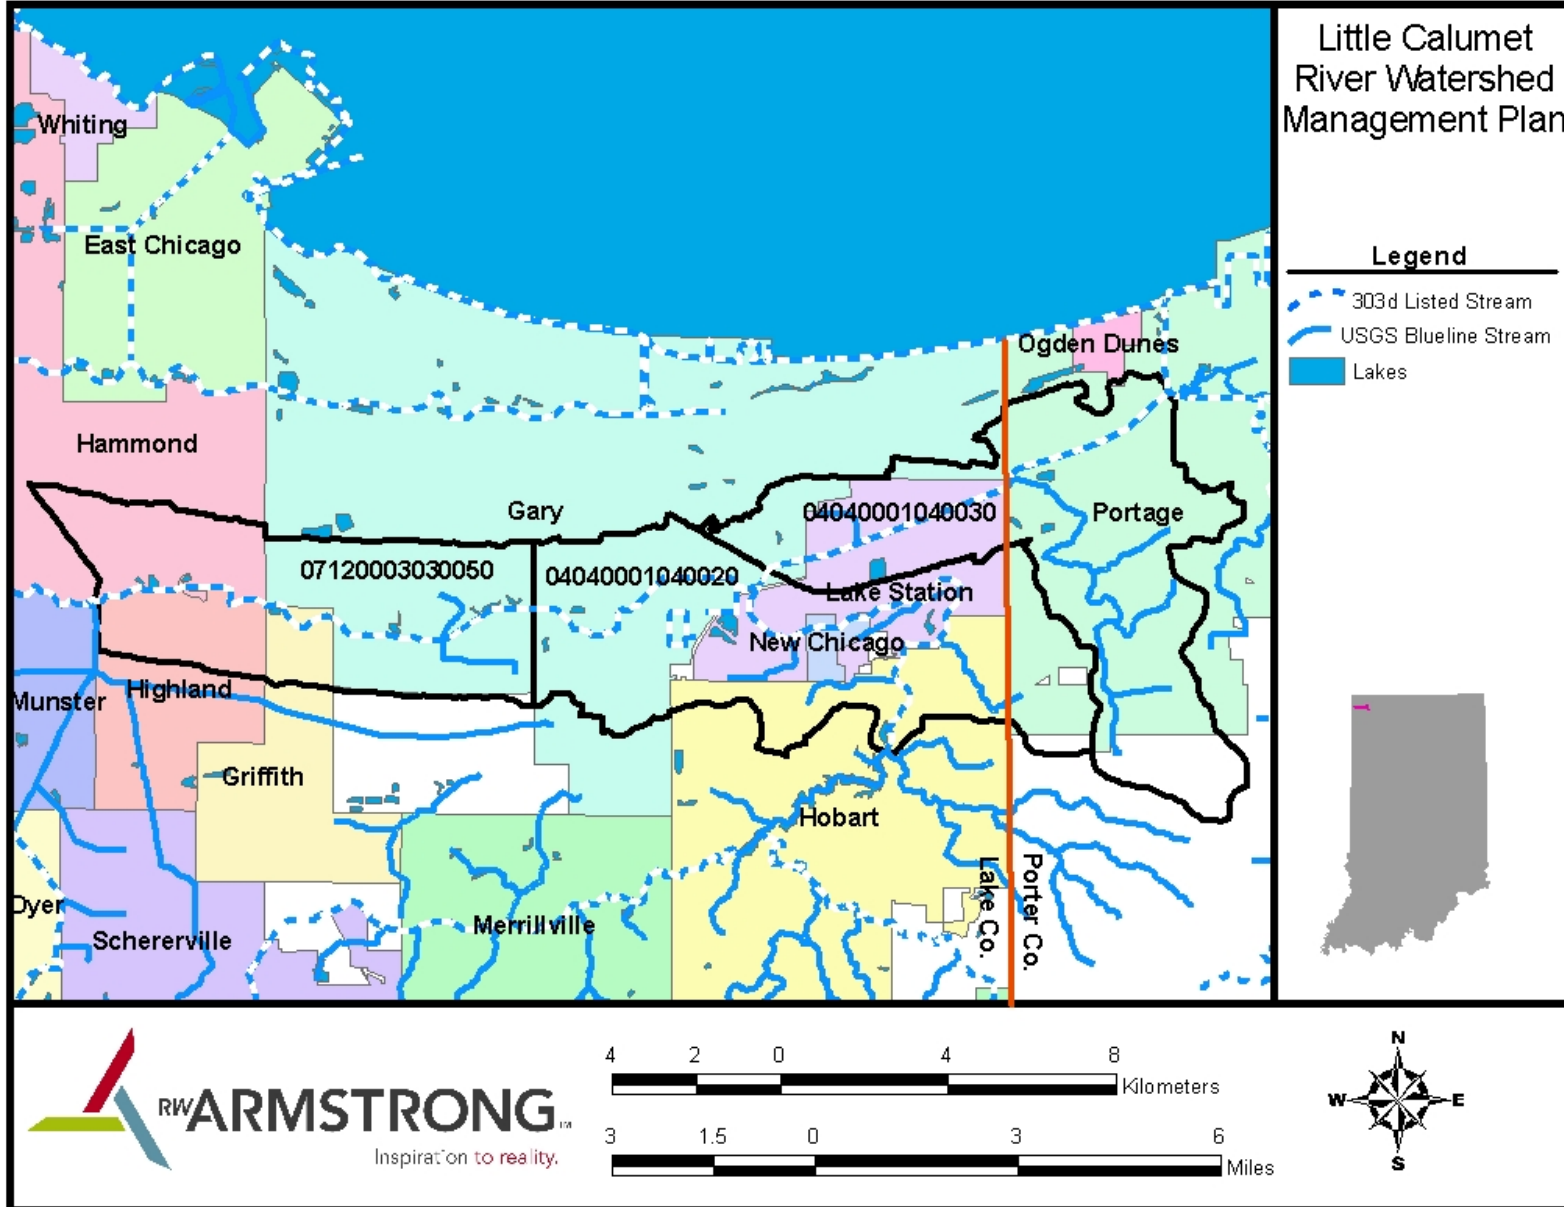 Little Calumet
River Watershed
Management Plan
Legend
303d Listed Stream
USGS Blueline Stream
Lakes
Whiting
East Chicago
Ogden Dunes
Hammond
Gary
04040001040030
Portage
07120003030050
04040001040020
Lake Station
New Chicago
Munster
Highland
Griffith
Hobart
Lake Co.
Porter Co.
Dyer
Schererville
Merrillville
RW ARMSTRONG TM
Inspiration to reality.
4 2 0 4 8
Kilometers
3 1.5 0 3 6
Miles
N
W E
S